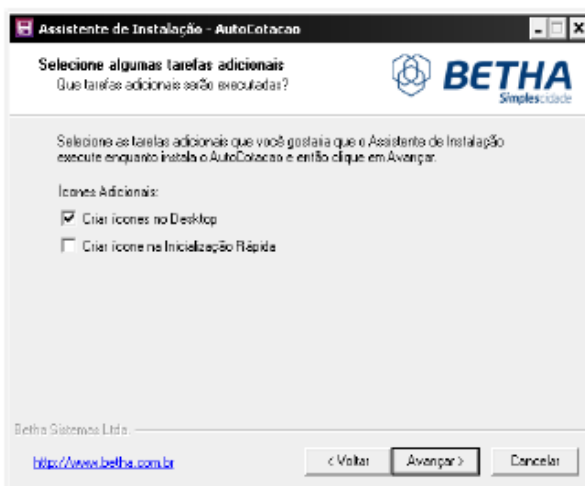 Assistente de Instalação - AutoCotacao
Selecione algumas tarefas adicionais
Que tarefas adicionais serão executadas?
BETHA
Simplescidade
Selecione as tarefas adicionais que você gostaria que o Assistente de Instalação
execute enquanto instala o AutoCotacao e então clique em Avançar.
Ícones Adicionais:
Criar ícones no Desktop
Criar ícone na Inicialização Rápida
Betha Sistemas Ltda.
http://www.betha.com.br
< Voltar
Avançar >
Cancelar